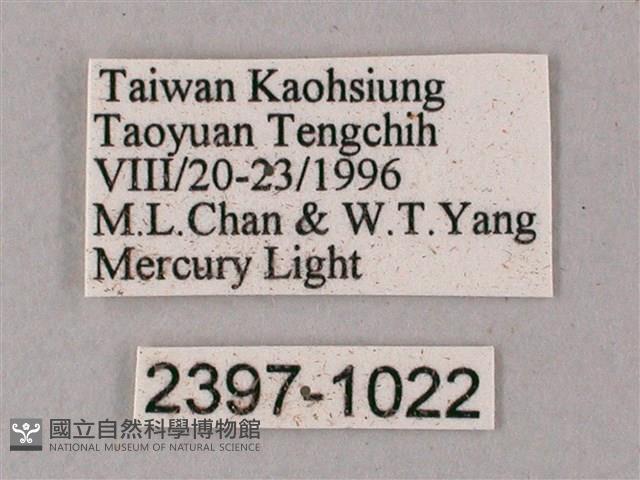 Taiwan Kaohsiung
Taoyuan Tengchih
VIII/20-23/1996
M.L.Chan & W.T.Yang
Mercury Light
2397-1022
國立自然科學博物館
NATIONAL MUSEUM OF NATURAL SCIENCE